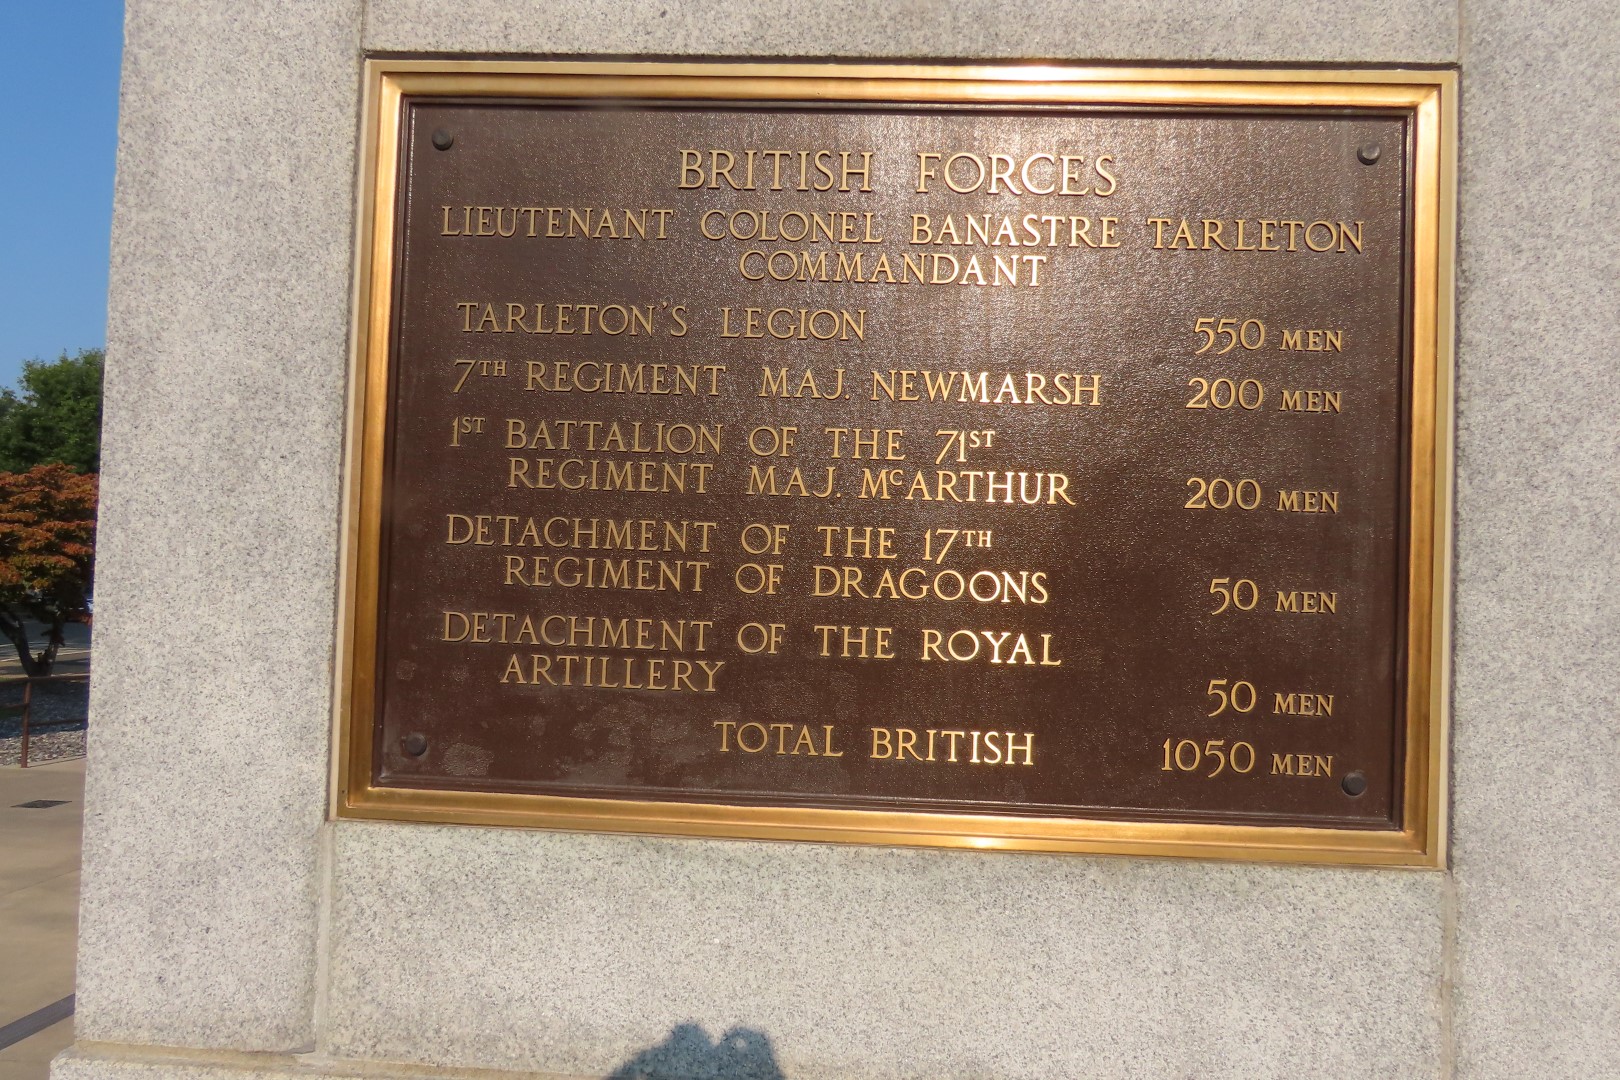 BRITISH FORCES
LIEUTENANT COLONEL BANASTRE TARLETON
COMMANDANT
TARLETON'S LEGION 550 MEN
7TH REGIMENT MAJ. NEWMARSH 200 MEN
1ST BATTALION OF THE 71ST
REGIMENT MAJ. McARTHUR 200 MEN
DETACHMENT OF THE 17TH
REGIMENT OF DRAGOONS 50 MEN
DETACHMENT OF THE ROYAL
ARTILLERY 50 MEN
TOTAL BRITISH 1050 MEN